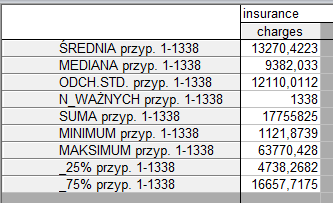 insurance
charges
ŚREDNIA przyp. 1-1338 13270,4223
MEDIANA przyp. 1-1338 9382,033
ODCH.STD. przyp. 1-1338 12110,0112
N_WAŻNYCH przyp. 1-1338 1338
SUMA przyp. 1-1338 17755825
MINIMUM przyp. 1-1338 1121,8739
MAKSIMUM przyp. 1-1338 63770,428
_25% przyp. 1-1338 4738,2682
_75% przyp. 1-1338 16657,7175